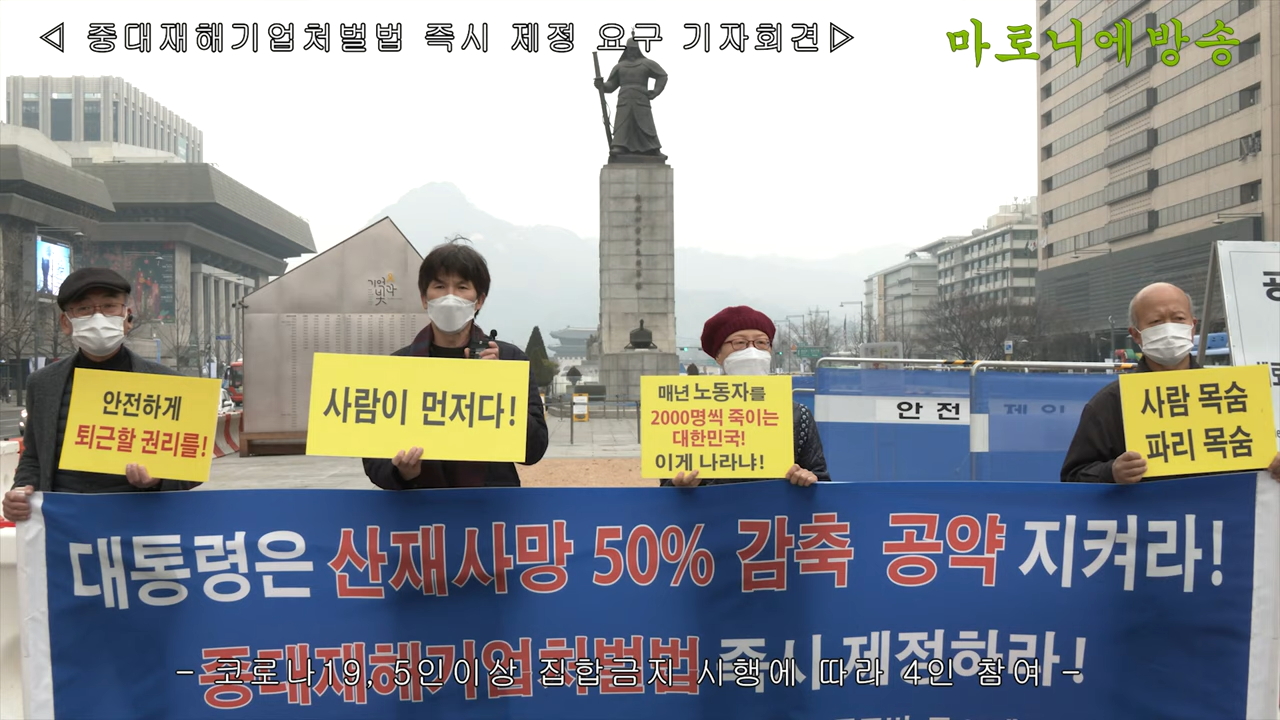 ◁ 중대재해기업처벌법 즉시 제정 요구 기자회견▷
마로니에방송
기억
빛
안전하게
퇴근할 권리를!
사람이 먼저다!
매년 노동자를
2000명씩 죽이는
대한민국!
이게 나라냐!
안전
제이
사람 목숨
파리 목숨
공
대통령은 산재사망 50% 감축 공약 지켜라!
중대재해기업처벌법 즉시 제정하라!
- 코로나19, 5인이상 집합금지 시행에 따라 4인 참여 -